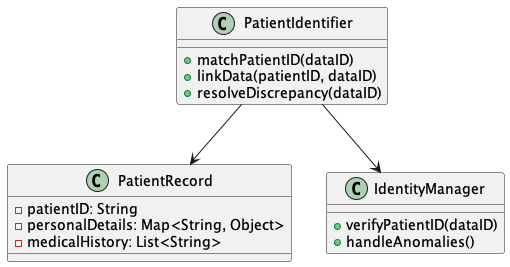 C PatientIdentifier
matchPatientID(dataID)
linkData(patientID, dataID)
resolveDiscrepancy(dataID)
C PatientRecord
patientID: String
personalDetails: Map<String, Object>
medicalHistory: List<String>
C IdentityManager
verifyPatientID(dataID)
handleAnomalies()